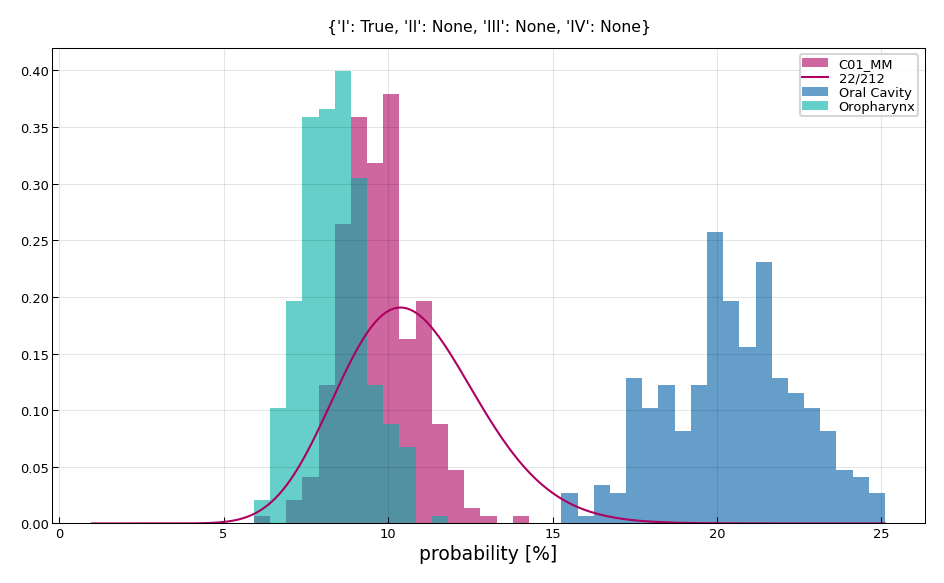 {'I': True, 'II': None, 'III': None, 'IV': None}
C01_MM
22/212
Oral Cavity
Oropharynx
0.40
0.35
0.30
0.25
0.20
0.15
0.10
0.05
0.00
0 5 10 15 20 25
probability [%]